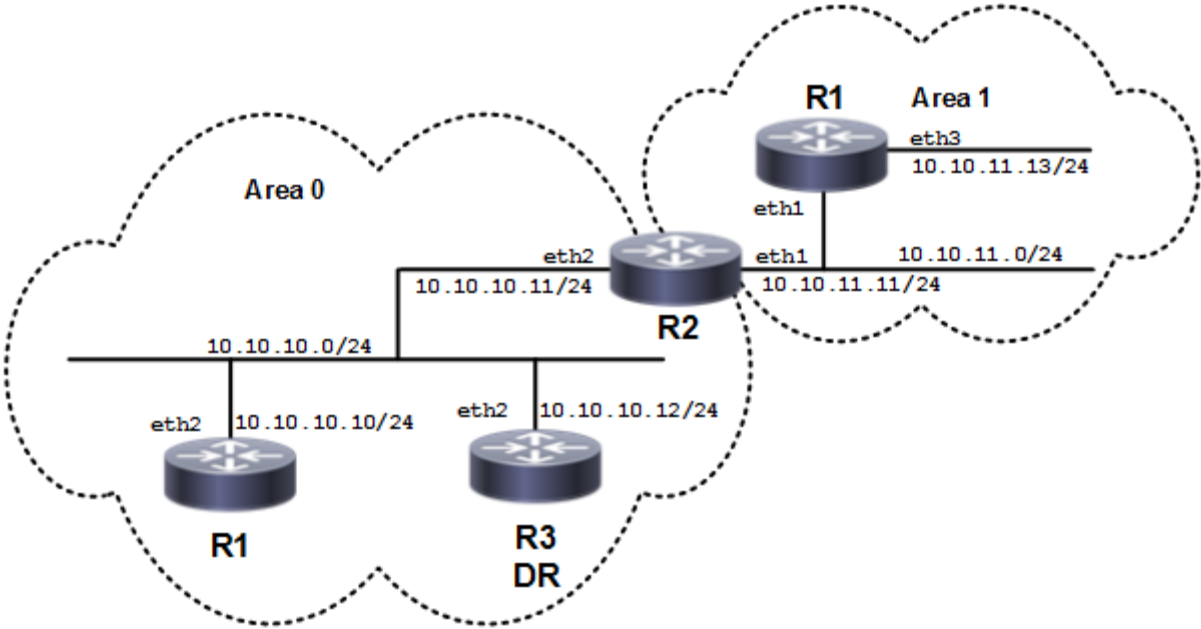 R1
Area 1
eth3
10.10.11.13/24
Area 0
eth1
eth2
eth1
10.10.11.0/24
10.10.10.11/24
10.10.11.11/24
R2
10.10.10.0/24
eth2
10.10.10.10/24
eth2
10.10.10.12/24
R1
R3
DR